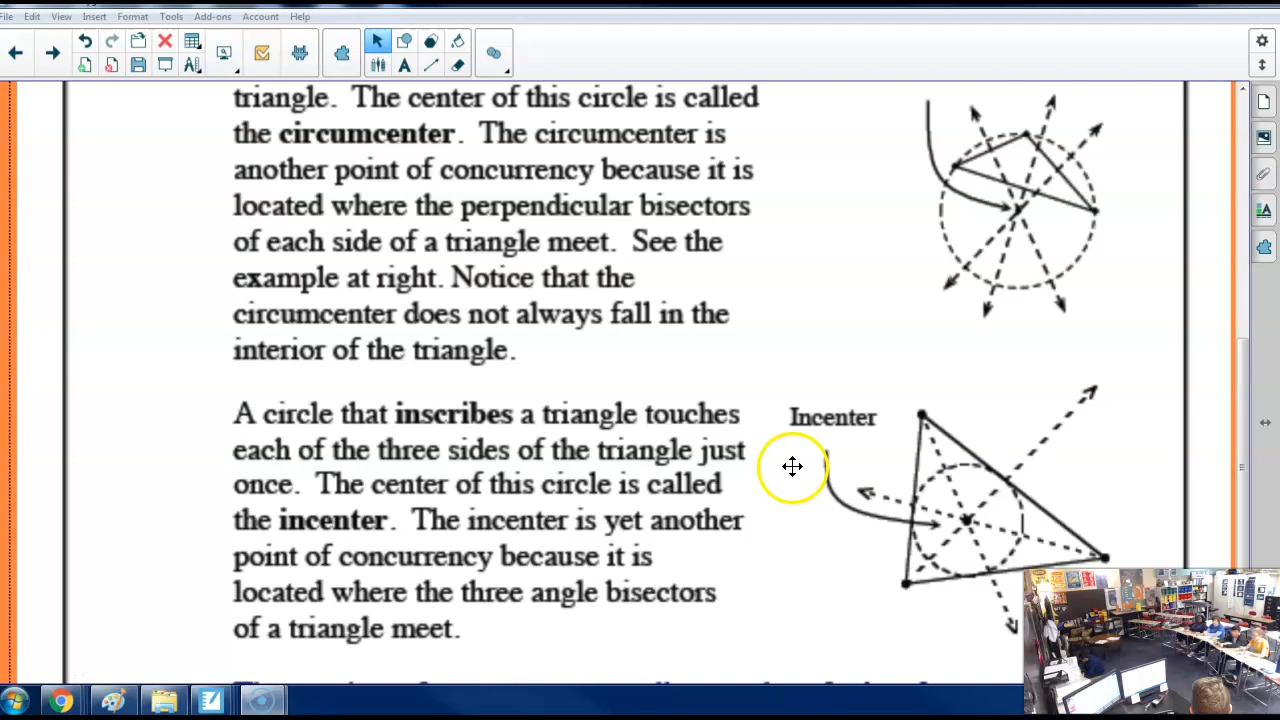 File Edit View Insert Format Tools Add-ons Account Help
triangle. The center of this circle is called
the circumcenter. The circumcenter is
another point of concurrency because it is
located where the perpendicular bisectors
of each side of a triangle meet. See the
example at right. Notice that the
circumcenter does not always fall in the
interior of the triangle.
A circle that inscribes a triangle touches
each of the three sides of the triangle just
once. The center of this circle is called
the incenter. The incenter is yet another
point of concurrency because it is
located where the three angle bisectors
of a triangle meet.
Incenter